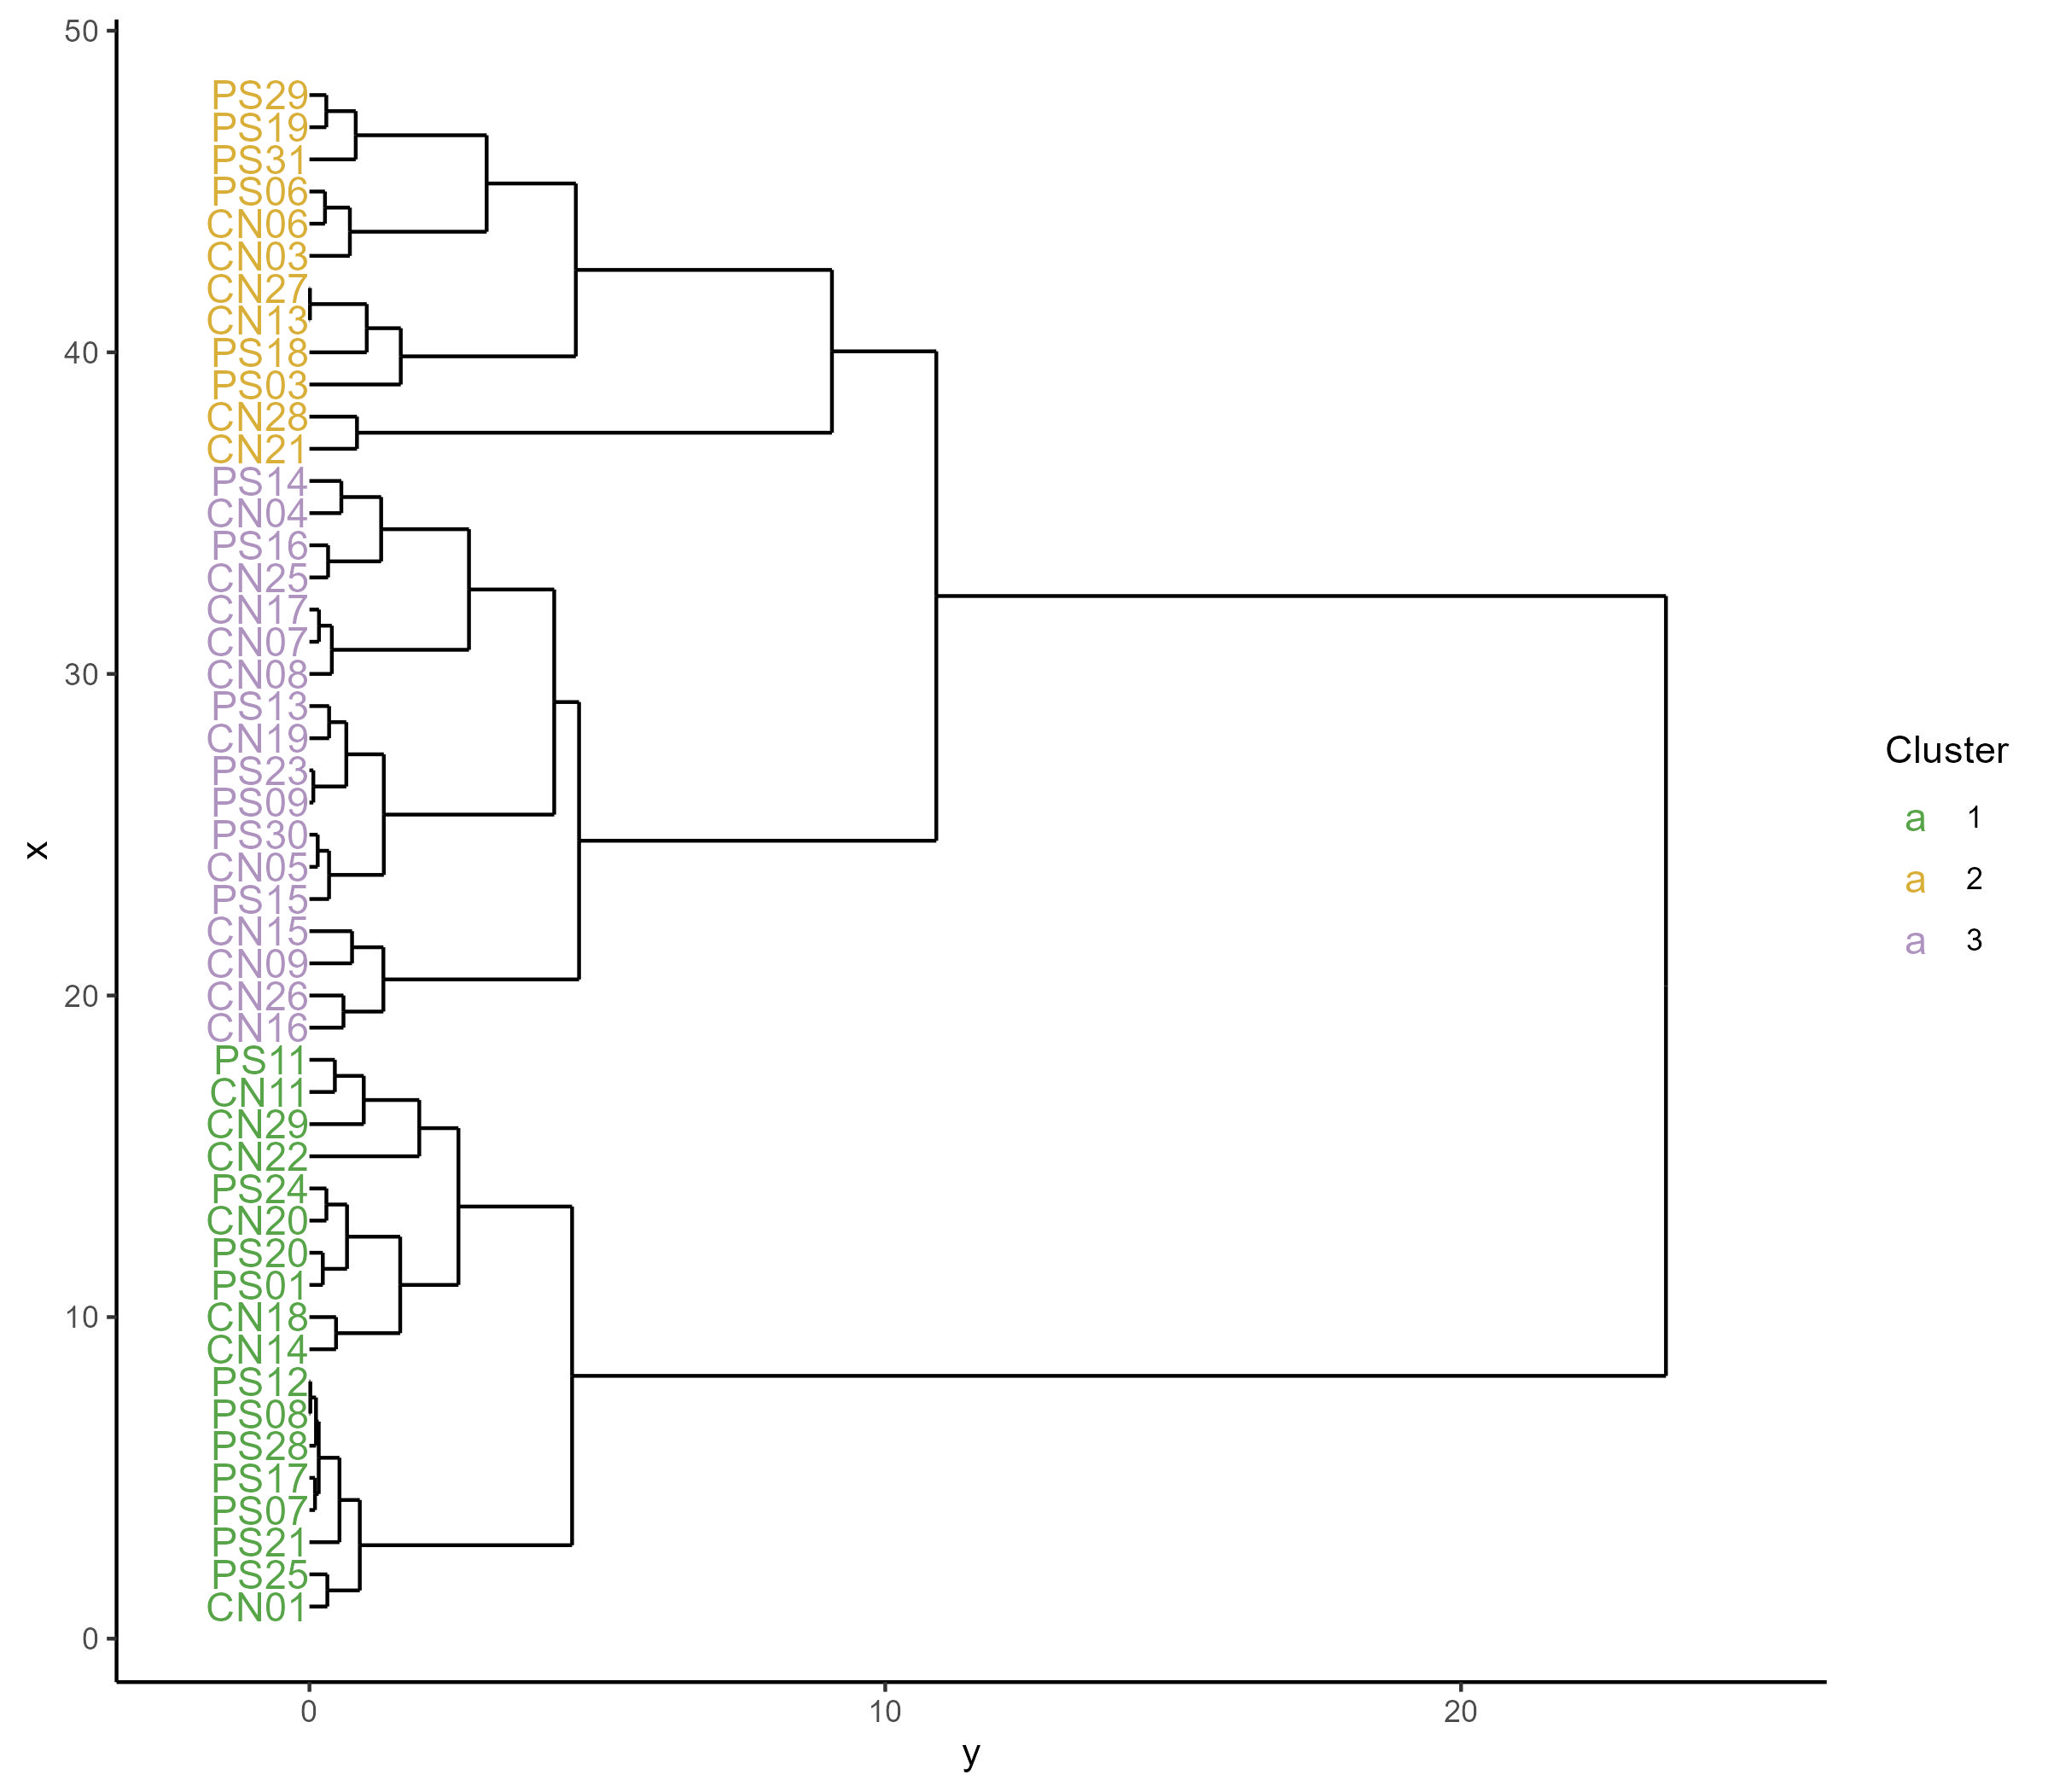 50
PS29
PS19
PS31
PS06
CN06
CN03
CN27
CN13
PS18
40
PS03
CN28
CN21
PS14
CN04
PS16
CN25
CN17
CN07
CN08
30
PS13
CN19
PS23
PS09
PS30
CN05
PS15
CN15
CN09
CN26
20
CN16
PS11
CN11
CN29
CN22
PS24
CN20
PS20
PS01
CN18
10
CN14
PS12
PS08
PS28
PS17
PS07
PS21
PS25
CN01
0
x
0 10 20
y
Cluster
a 1
a 2
a 3